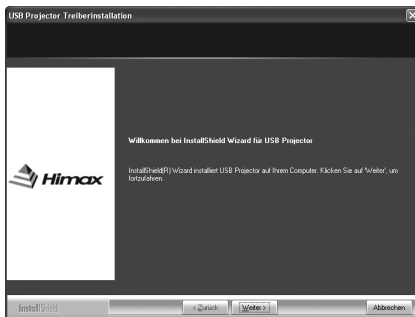 USB Projector Treiberinstallation
Willkommen bei InstallShield Wizard für USB Projector
InstallShield(R) Wizard installiert USB Projector auf Ihrem Computer. Klicken Sie auf 'Weiter', um
fortzufahren.
Himax
InstallShield
< Zurück
Weiter >
Abbrechen